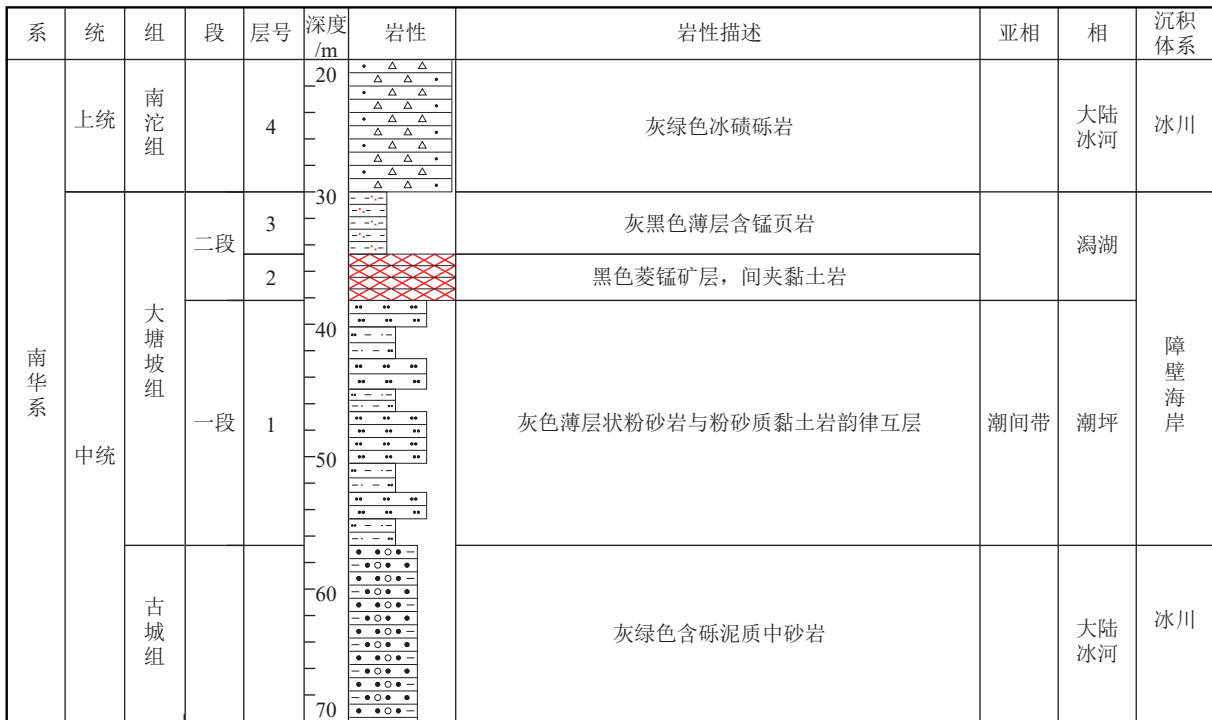 系 统 组 段 层号 深度/m 岩性 岩性描述 亚相 相 沉积体系
南华系
上统
南沱组
4
20
灰绿色冰碛砾岩
大陆冰河
冰川
中统
大塘坡组
二段
3
30
灰黑色薄层含锰页岩
潟湖
障壁海岸
2
黑色菱锰矿层，间夹黏土岩
一段
1
40
50
灰色薄层状粉砂岩与粉砂质黏土岩韵律互层
潮间带
潮坪
古城组
60
70
灰绿色含砾泥质中砂岩
大陆冰河
冰川